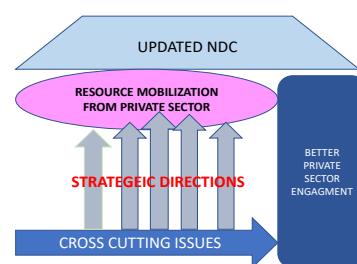 UPDATED NDC
RESOURCE MOBILIZATION
FROM PRIVATE SECTOR
STRATEGEIC DIRECTIONS
CROSS CUTTING ISSUES
BETTER
PRIVATE
SECTOR
ENGAGMENT